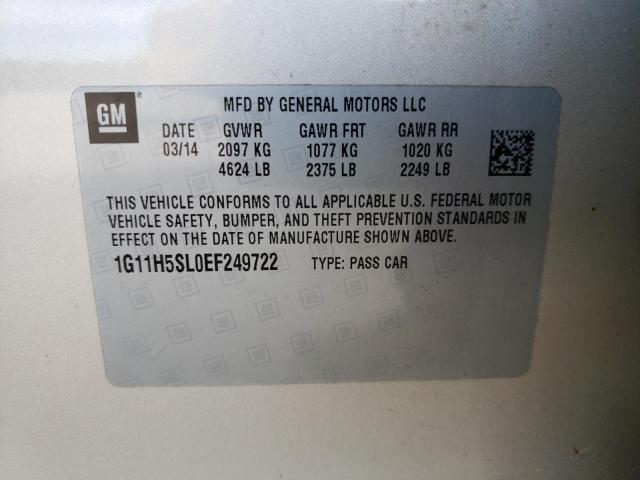 GM
MFD BY GENERAL MOTORS LLC
DATE GVWR GAWR FRT GAWR RR
03/14 2097 KG 1077 KG 1020 KG
4624 LB 2375 LB 2249 LB
THIS VEHICLE CONFORMS TO ALL APPLICABLE U.S. FEDERAL MOTOR
VEHICLE SAFETY, BUMPER, AND THEFT PREVENTION STANDARDS IN
EFFECT ON THE DATE OF MANUFACTURE SHOWN ABOVE.
1G11H5SL0EF249722 TYPE: PASS CAR